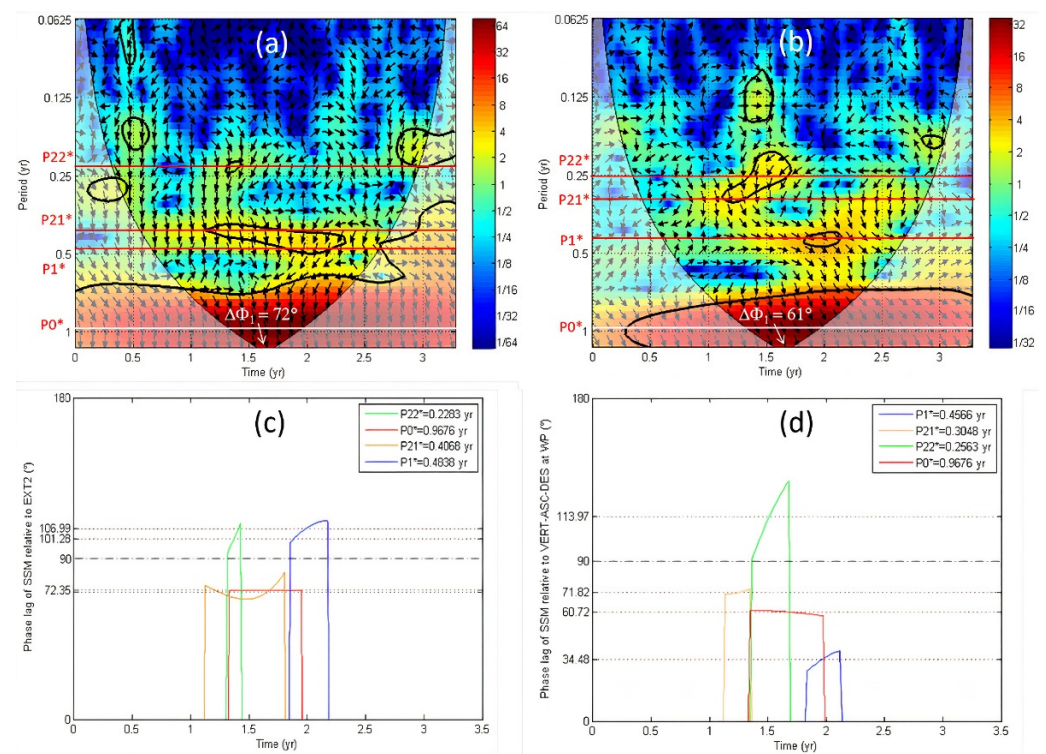 (a)
0.0625
0.125
P22*
0.25
P21*
0.5
P1*
P0*
1
Period (yr)
ΔΦ₁ = 72°
0 0.5 1 1.5 2 2.5 3
Time (yr)
64
32
16
8
4
2
1
1/2
1/4
1/8
1/16
1/32
1/64
(b)
0.0625
0.125
P22*
0.25
P21*
P1*
0.5
P0*
1
Period (yr)
ΔΦ₁ = 61°
0 0.5 1 1.5 2 2.5 3
Time (yr)
32
16
8
4
2
1
1/2
1/4
1/8
1/16
1/32
(c)
P22*=0.2283 yr
P0*=0.9676 yr
P21*=0.4068 yr
P1*=0.4838 yr
Phase lag of SSM relative to EXT2 (°)
180
106.99
101.28
90
72.35
0
0 0.5 1 1.5 2 2.5 3 3.5
Time (yr)
(d)
P1*=0.4566 yr
P21*=0.3048 yr
P22*=0.2563 yr
P0*=0.9676 yr
Phase lag of SSM relative to VERT-ASC-DES at WP (°)
180
113.97
90
71.82
60.72
34.48
0
0 0.5 1 1.5 2 2.5 3 3.5
Time (yr)